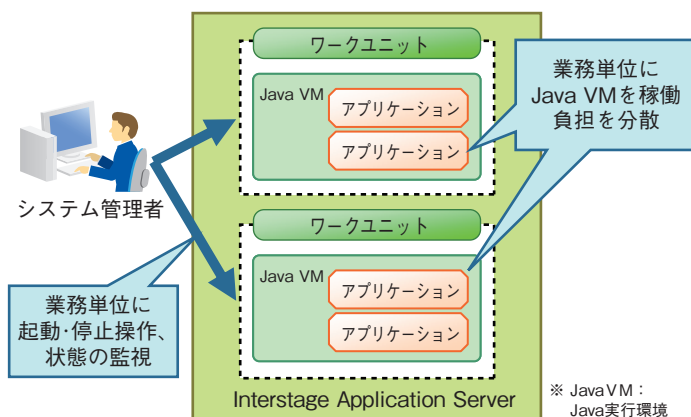 ワークユニット
Java VM
アプリケーション
アプリケーション
業務単位に
Java VMを稼働
負担を分散
システム管理者
ワークユニット
Java VM
アプリケーション
アプリケーション
業務単位に
起動・停止操作、
状態の監視
Interstage Application Server
※ JavaVM：
Java実行環境